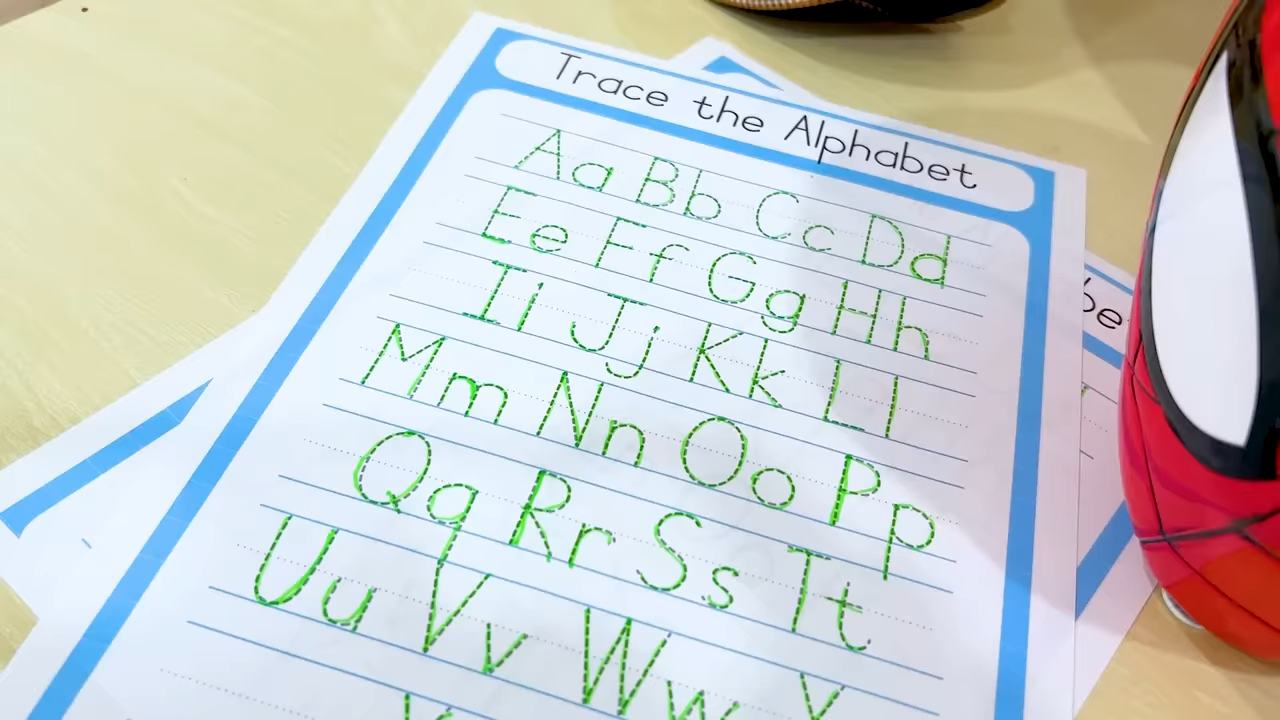 Trace the Alphabet
Aa Bb Cc Dd
Ee Ff Gg Hh
Ii Jj Kk Ll
Mm Nn Oo Pp
Qq Rr Ss Tt
Uu Vv Ww
be